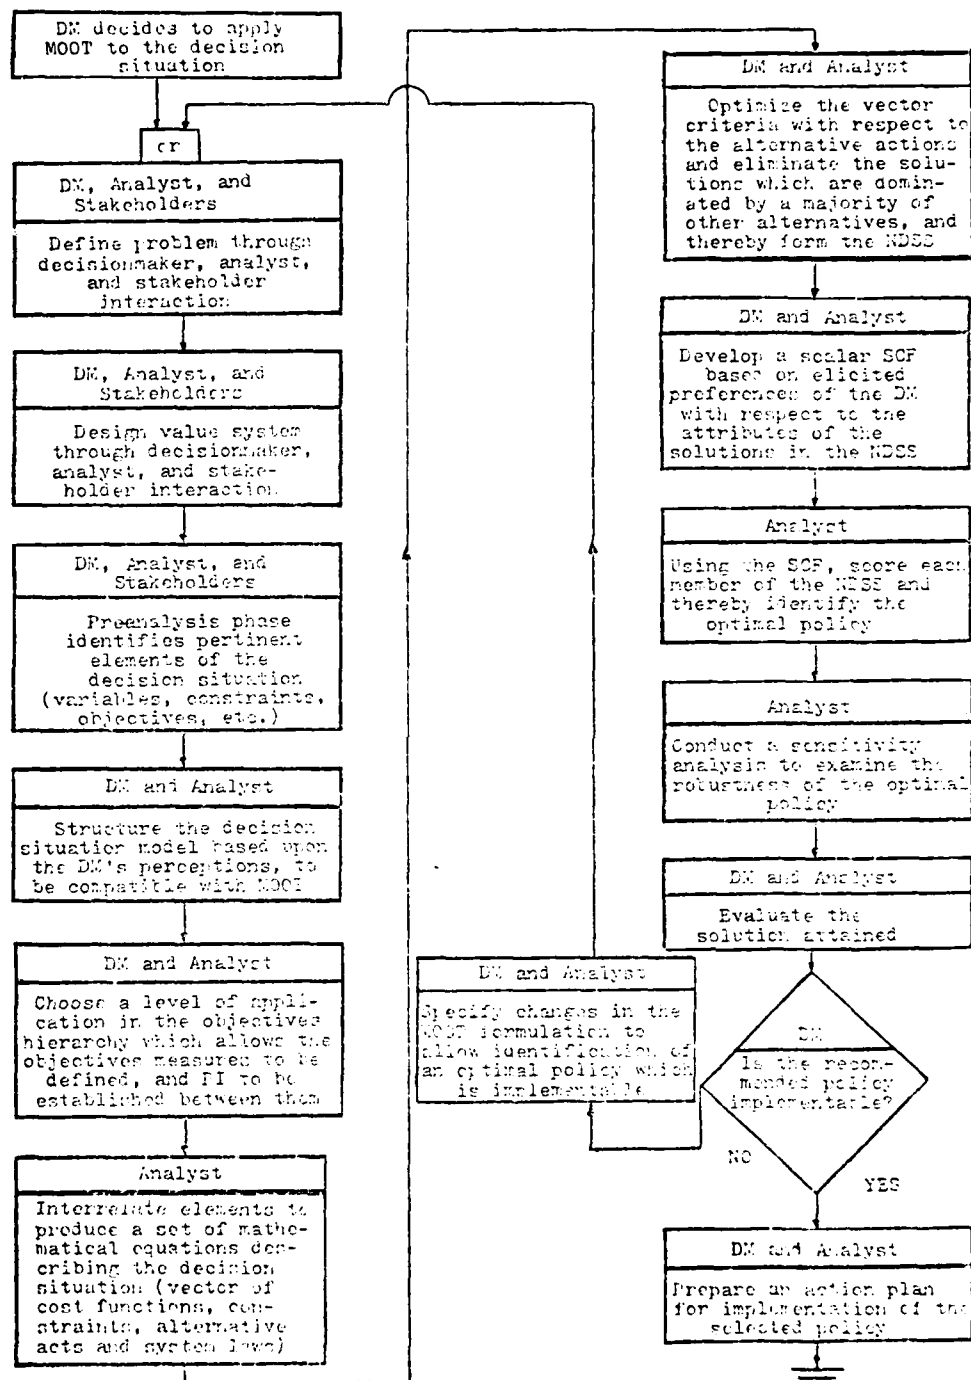 DM decides to apply
MOOT to the decision
situation
or
DM, Analyst, and
Stakeholders
Define problem through
decisionmaker, analyst,
and stakeholder
interaction
DM, Analyst, and
Stakeholders
Design value system
through decisionmaker,
analyst, and stake-
holder interaction
DM, Analyst, and
Stakeholders
Preanalysis phase
identifies pertinent
elements of the
decision situation
(variables, constraints,
objectives, etc.)
DM and Analyst
Structure the decision
situation model based upon
the DM's perceptions, to
be compatible with MOOT
DM and Analyst
Choose a level of appli-
cation in the objectives
hierarchy which allows the
objectives measures to be
defined, and PI to be
established between them
Analyst
Interrelate elements to
produce a set of mathe-
matical equations des-
cribing the decision
situation (vector of
cost functions, con-
straints, alternative
acts and system laws)
DM and Analyst
Optimize the vector
criteria with respect to
the alternative actions
and eliminate the solu-
tions which are domin-
ated by a majority of
other alternatives, and
thereby form the NDSS
DM and Analyst
Develop a scalar SCF
based on elicited
preferences of the DM
with respect to the
attributes of the
solutions in the NDSS
Analyst
Using the SCF, score each
member of the NDSS and
thereby identify the
optimal policy
Analyst
Conduct a sensitivity
analysis to examine the
robustness of the optimal
policy
DM and Analyst
Evaluate the
solution attained
DM
Is the recom-
mended policy
implementable?
NO
YES
DM and Analyst
Specify changes in the
MOOT formulation to
allow identification of
an optimal policy which
is implementable
DM and Analyst
Prepare an action plan
for implementation of the
selected policy